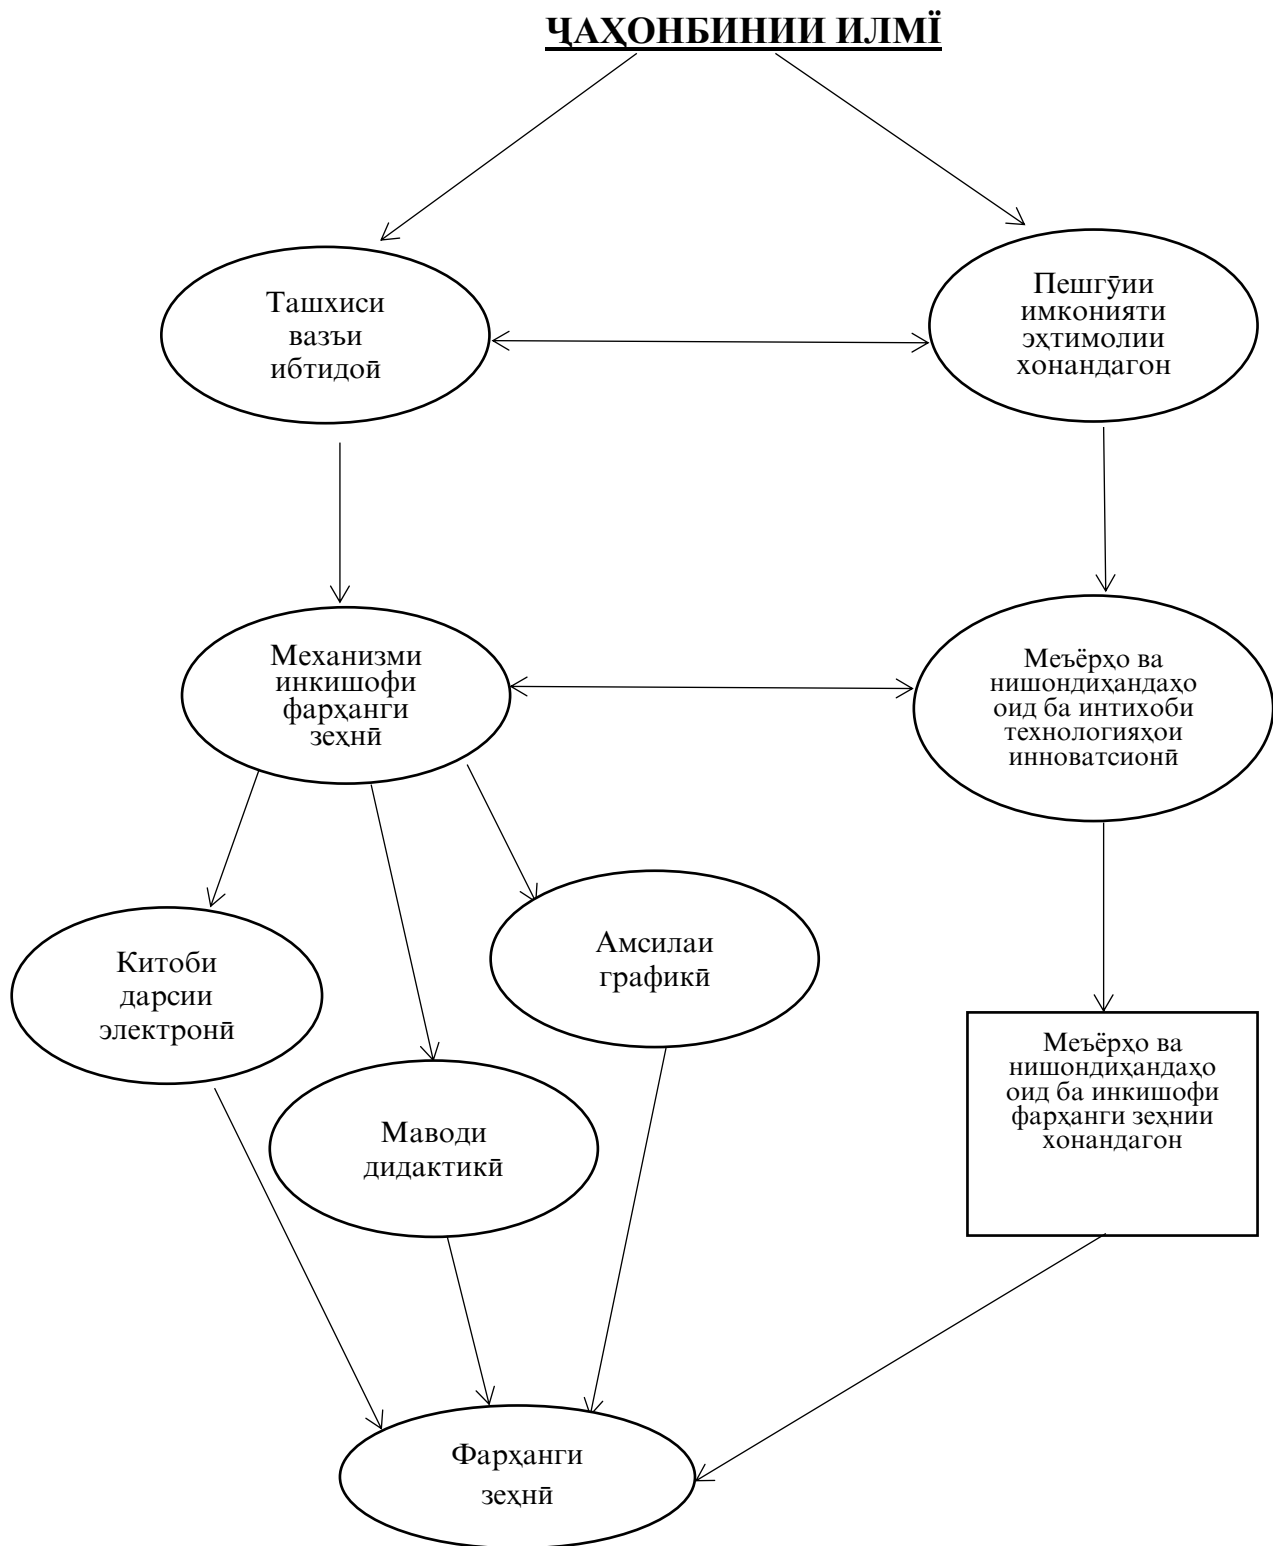 ҶАҲОНБИНИИ ИЛМЇ
Ташхиси
вазъи
ибтидоӣ
Пешгӯии
имконияти
эҳтимолии
хонандагон
Механизми
инкишофи
фарҳанги
зеҳнӣ
Меъёрҳо ва
нишондиҳандаҳо
оид ба интихоби
технологияҳои
инноватсионӣ
Китоби
дарсии
электронӣ
Амсилаи
графикӣ
Маводи
дидактикӣ
Меъёрҳо ва
нишондиҳандаҳо
оид ба инкишофи
фарҳанги зеҳнии
хонандагон
Фарҳанги
зеҳнӣ